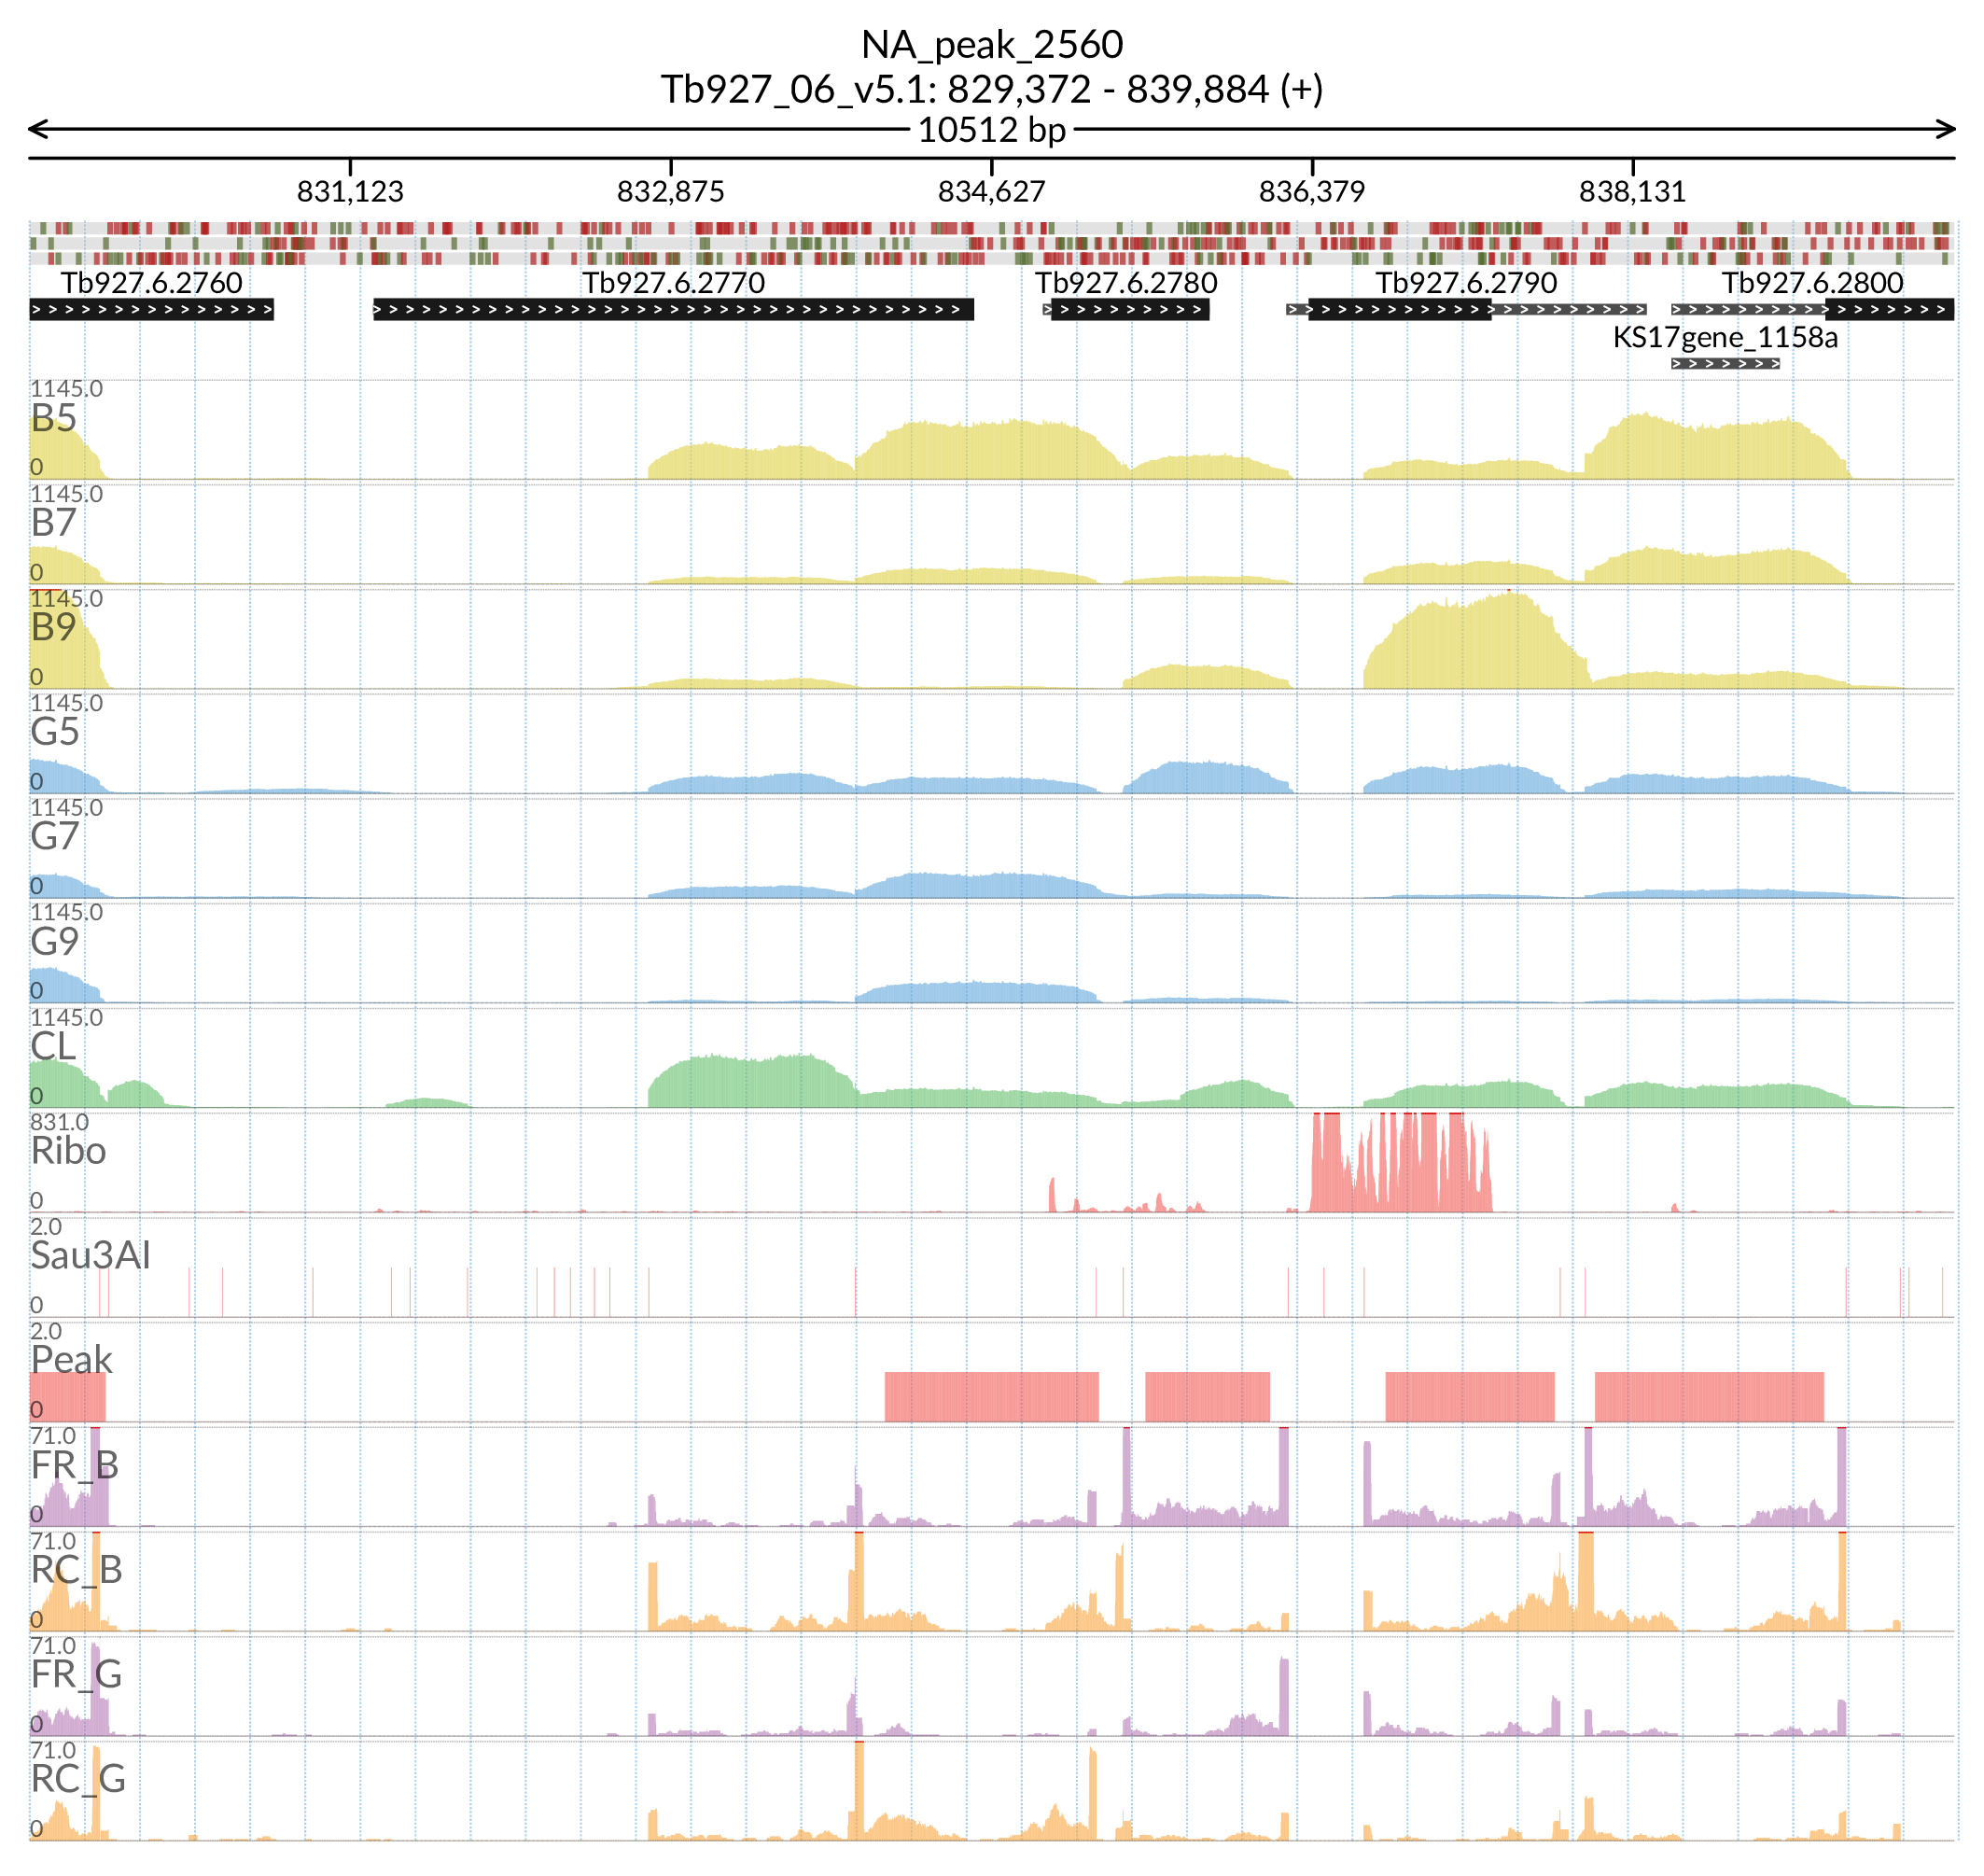 NA_peak_2560
Tb927_06_v5.1: 829,372 - 839,884 (+)
10512 bp
831,123 832,875 834,627 836,379 838,131
Tb927.6.2760 Tb927.6.2770 Tb927.6.2780 Tb927.6.2790 Tb927.6.2800
KS17gene_1158a
1145.0
B5
0
1145.0
B7
0
1145.0
B9
0
1145.0
G5
0
1145.0
G7
0
1145.0
G9
0
1145.0
CL
0
831.0
Ribo
0
2.0
Sau3AI
0
2.0
Peak
0
71.0
FR_B
0
71.0
RC_B
0
71.0
FR_G
0
71.0
RC_G
0